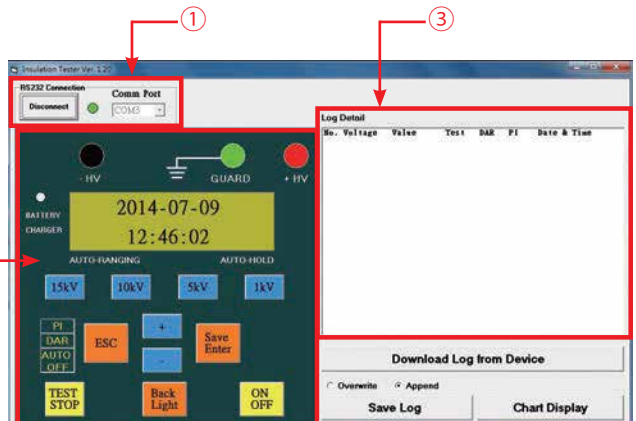 ①
③
Insulation Tester Ver. 1.20
RS232 Connection
Disconnect
Comm Port
COM3
Log Detail
No. Voltage Value Test DAR PI Date & Time
- HV
GUARD
+ HV
BATTERY
CHARGER
2014-07-09
12:46:02
AUTO-RANGING
AUTO-HOLD
15kV
10kV
5kV
1kV
PI
DAR
AUTO
OFF
ESC
+
-
Save
Enter
TEST
STOP
Back
Light
ON
OFF
Download Log from Device
Overwrite
Append
Save Log
Chart Display